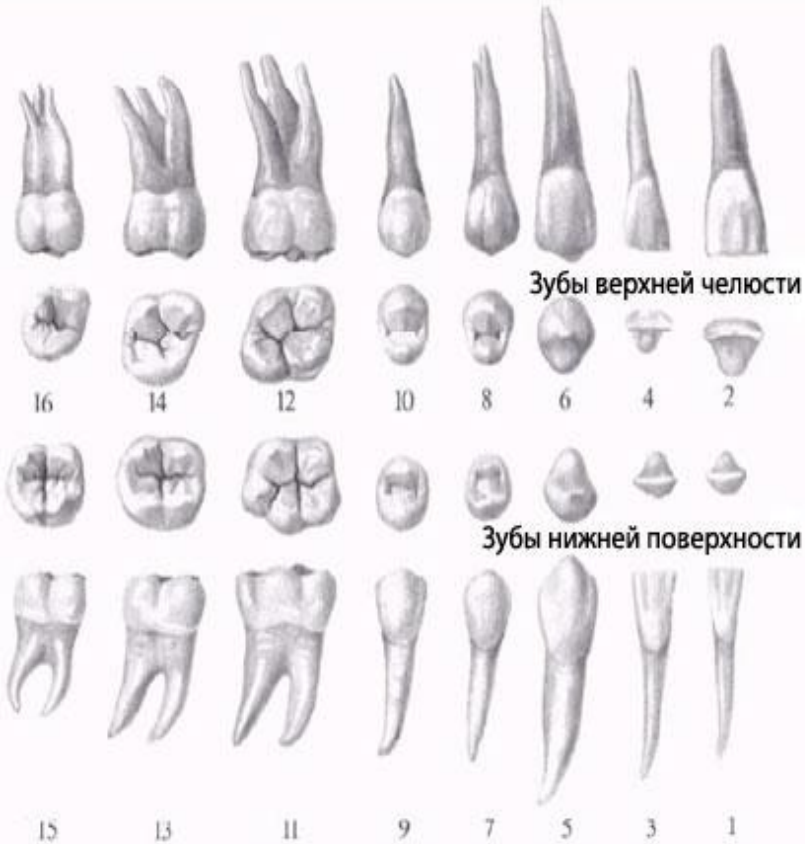 Зубы верхней челюсти
16 14 12 10 8 6 4 2
Зубы нижней поверхности
15 13 11 9 7 5 3 1